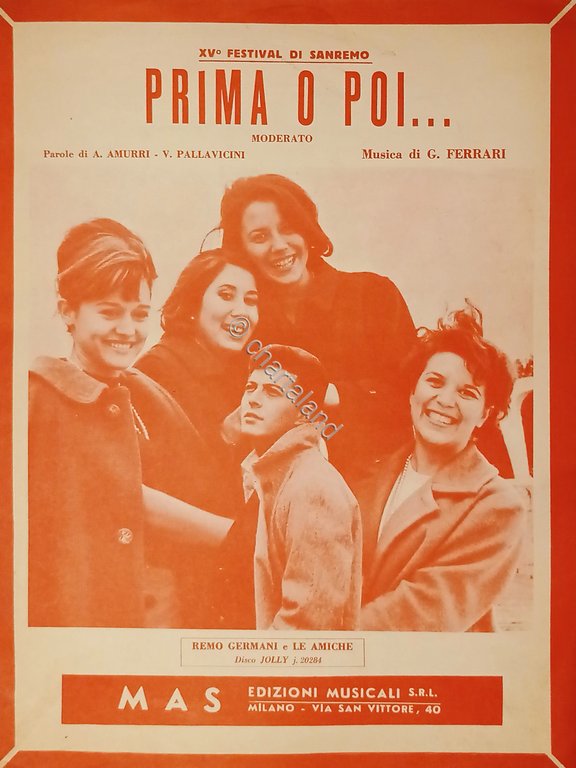 XVº FESTIVAL DI SANREMO
PRIMA O POI...
MODERATO
Parole di A. AMURRI - V. PALLAVICINI
Musica di G. FERRARI
© chartaland
REMO GERMANI e LE AMICHE
Disco JOLLY j. 20284
MAS EDIZIONI MUSICALI S.R.L.
MILANO - VIA SAN VITTORE, 40